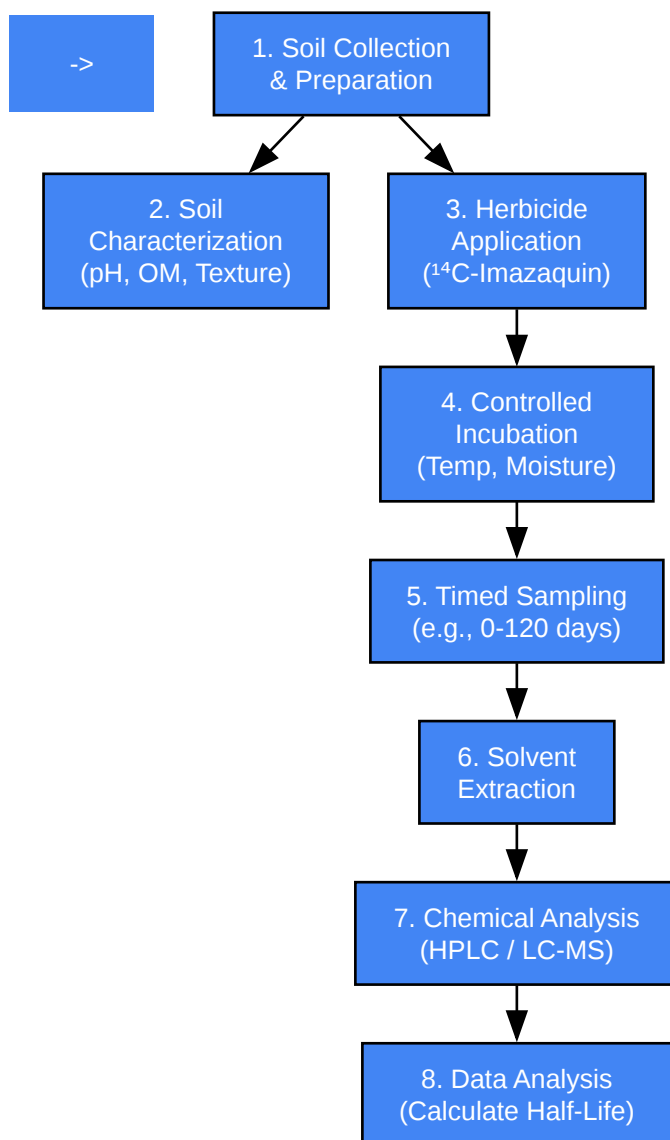 ->
1. Soil Collection
& Preparation
2. Soil
Characterization
(pH, OM, Texture)
3. Herbicide
Application
(¹⁴C-Imazaquin)
4. Controlled
Incubation
(Temp, Moisture)
5. Timed Sampling
(e.g., 0-120 days)
6. Solvent
Extraction
7. Chemical Analysis
(HPLC / LC-MS)
8. Data Analysis
(Calculate Half-Life)